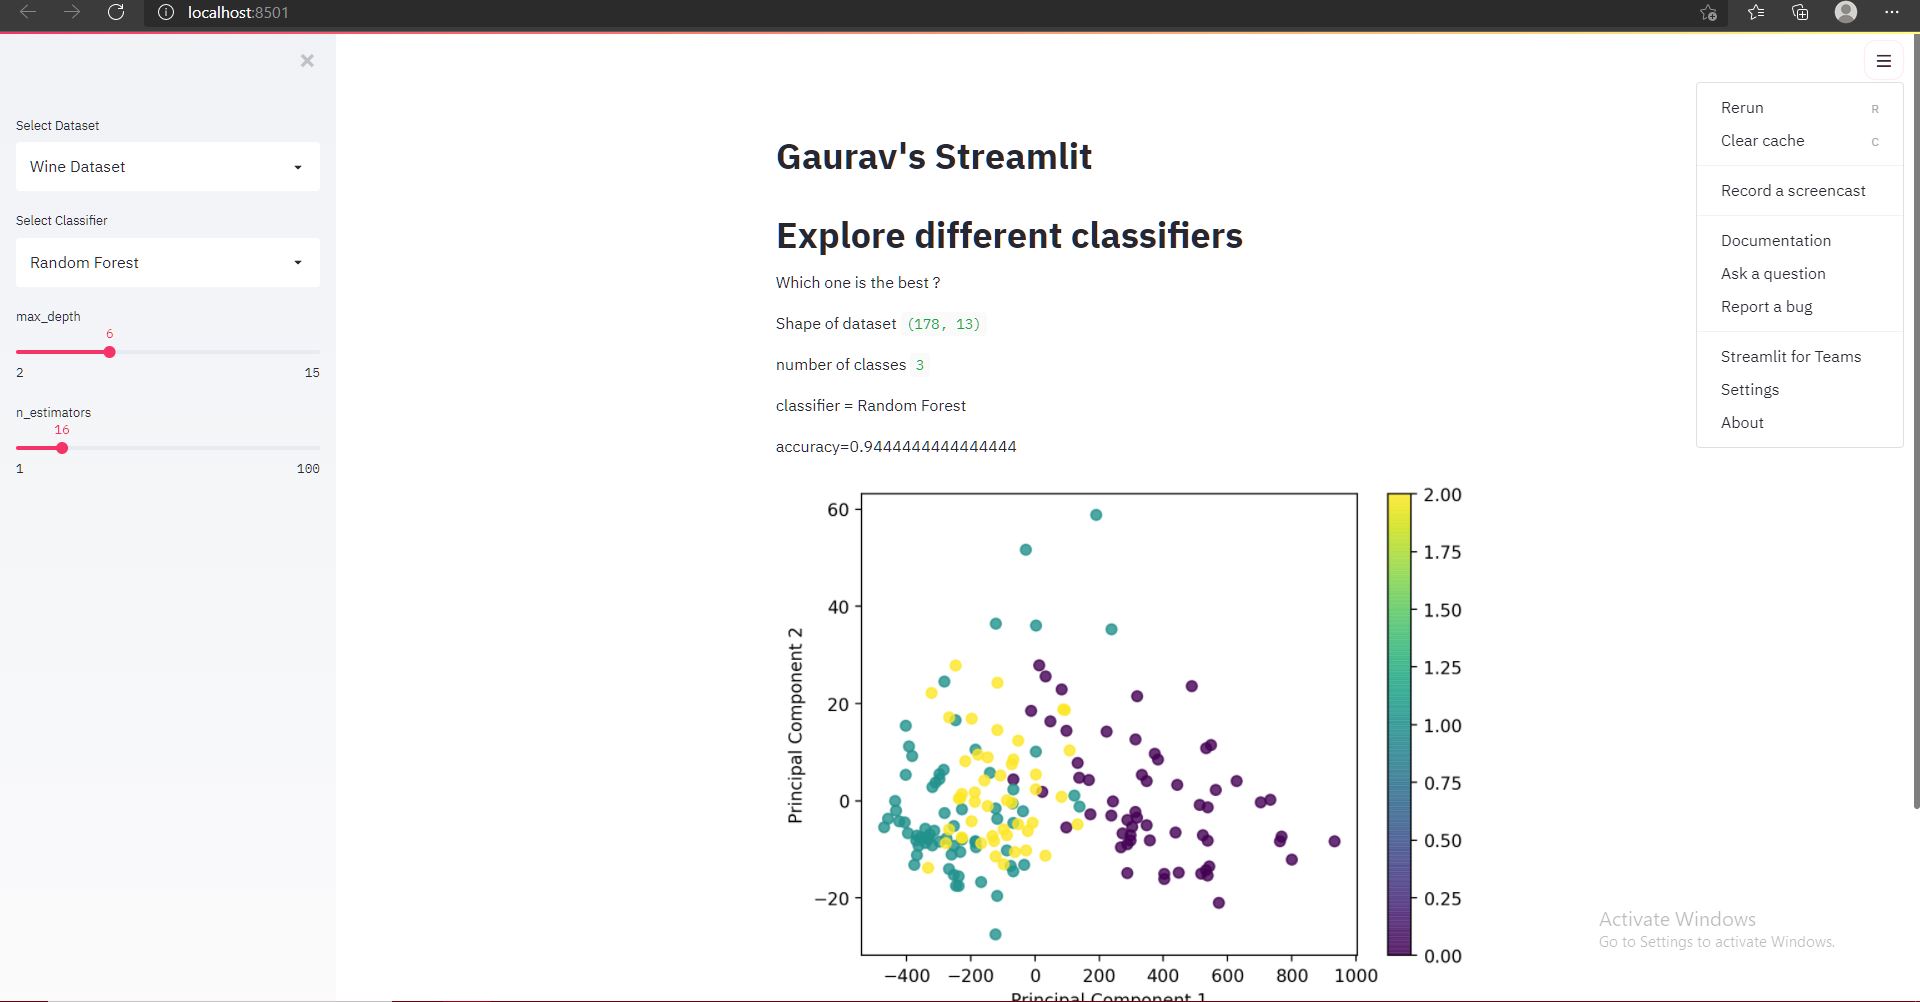 localhost:8501
Select Dataset
Wine Dataset
Select Classifier
Random Forest
max_depth
6
2 15
n_estimators
16
1 100
Gaurav's Streamlit
Explore different classifiers
Which one is the best ?
Shape of dataset (178, 13)
number of classes 3
classifier = Random Forest
accuracy=0.9444444444444444
Rerun R
Clear cache C
Record a screencast
Documentation
Ask a question
Report a bug
Streamlit for Teams
Settings
About
Principal Component 2
60
40
20
0
−20
−400 −200 0 200 400 600 800 1000
Principal Component 1
2.00
1.75
1.50
1.25
1.00
0.75
0.50
0.25
0.00
Activate Windows
Go to Settings to activate Windows.